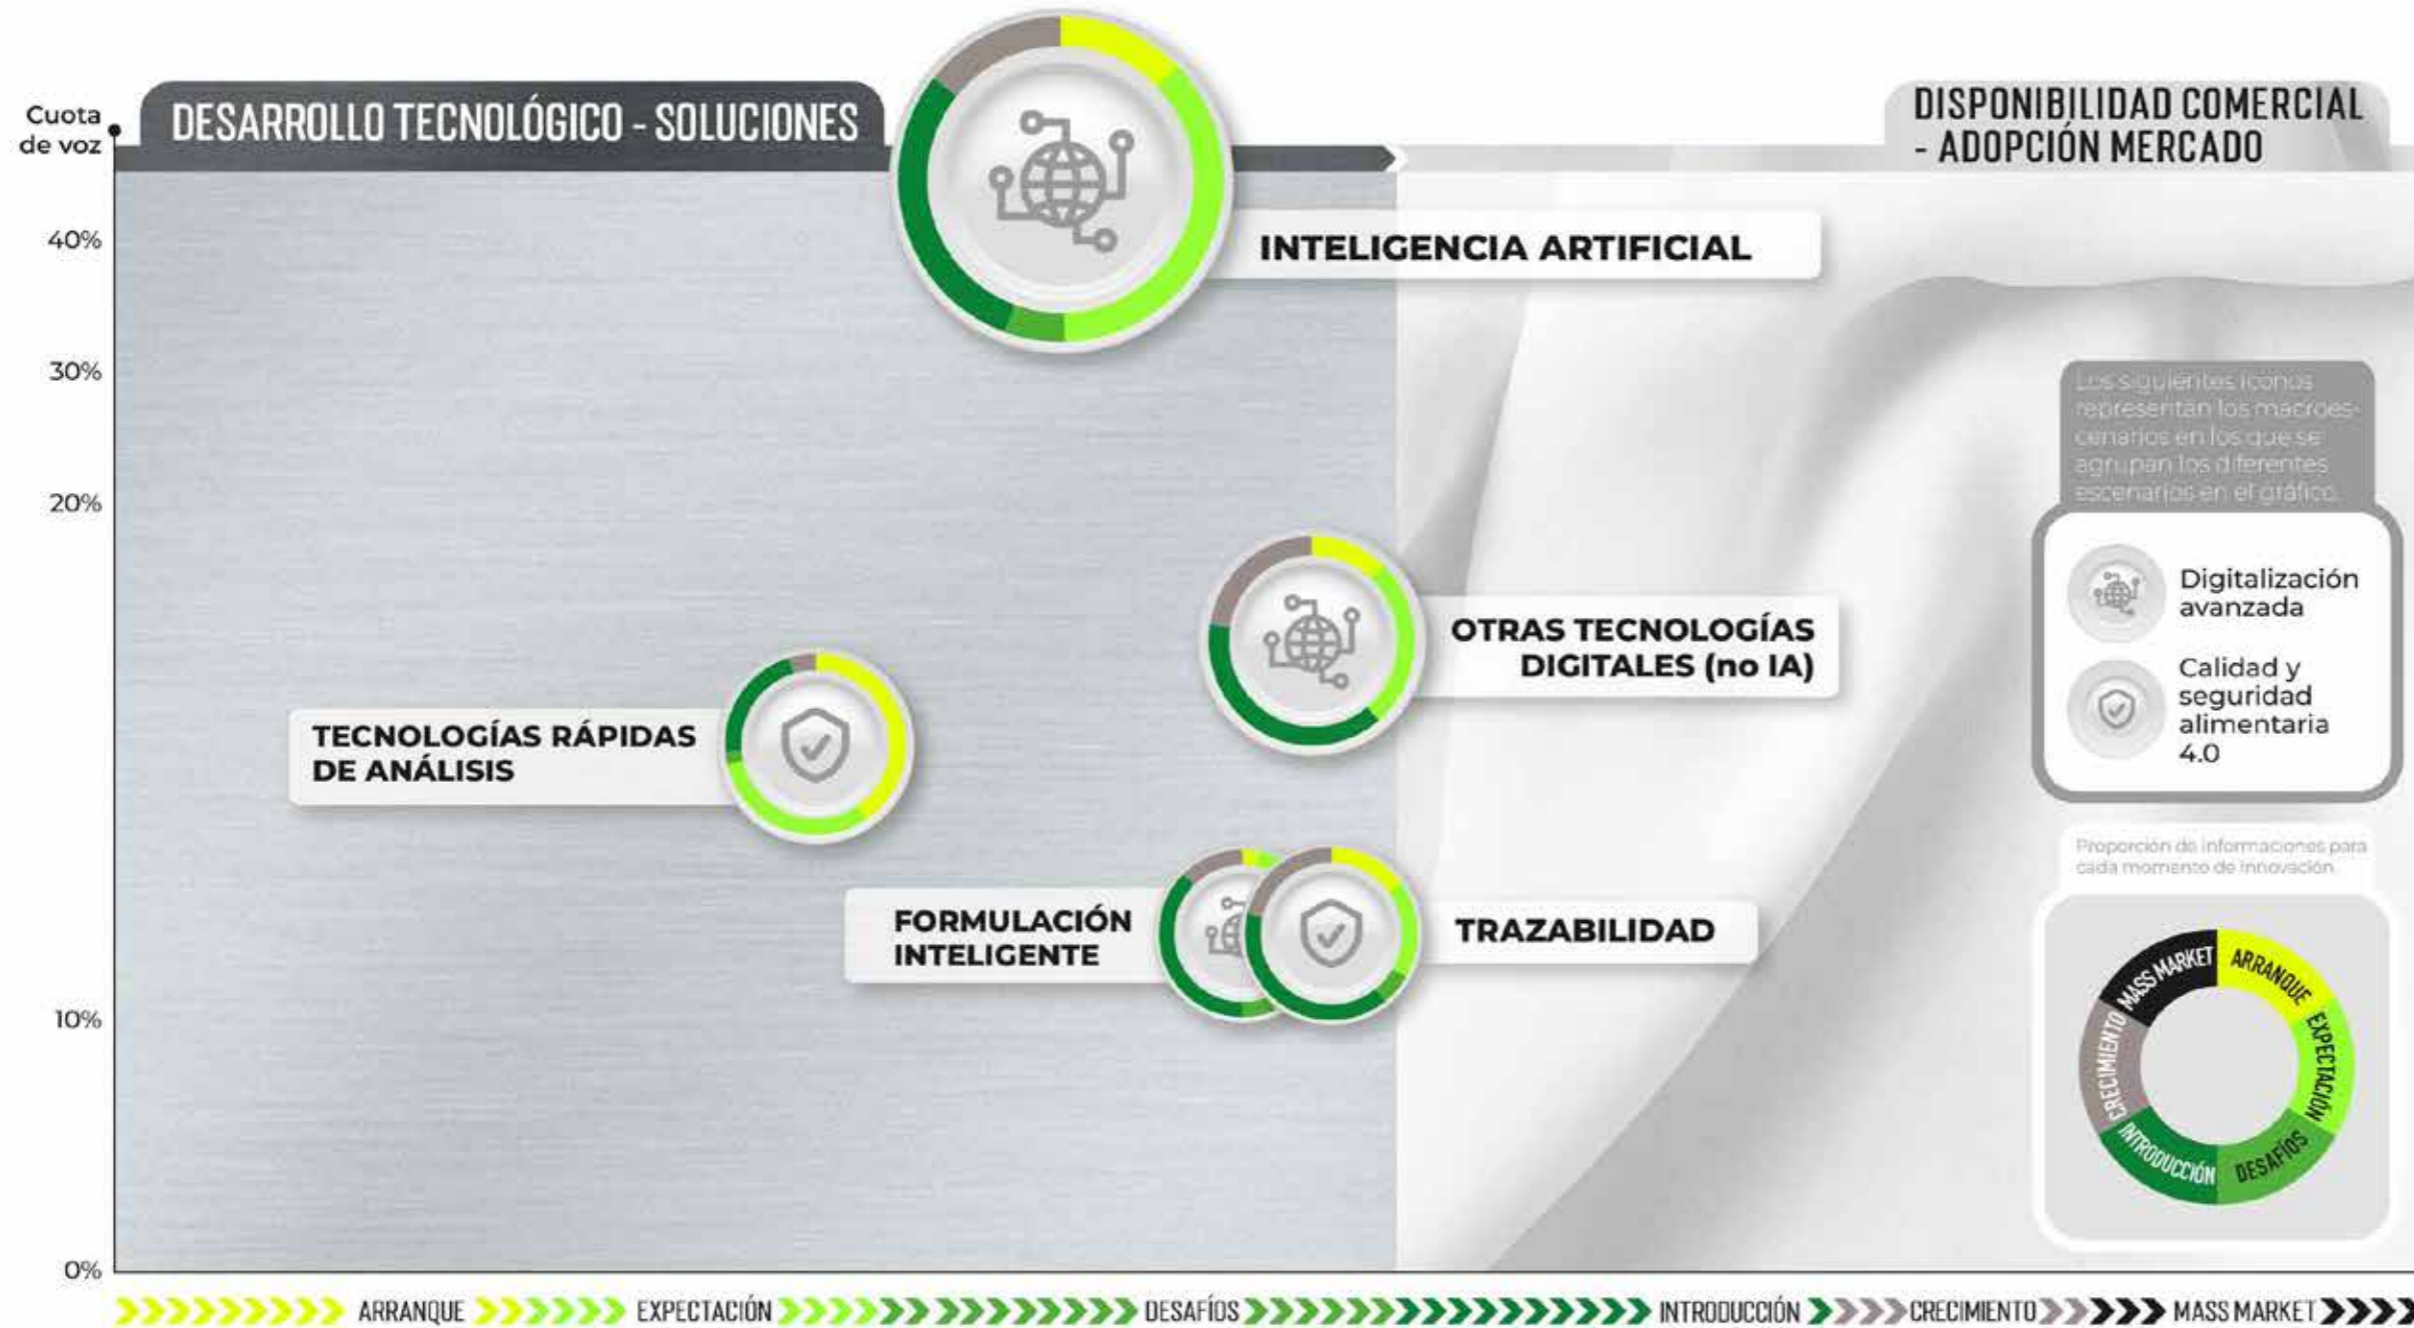 Cuota
de voz
DESARROLLO TECNOLÓGICO - SOLUCIONES
DISPONIBILIDAD COMERCIAL
- ADOPCIÓN MERCADO
40%
30%
20%
10%
0%
INTELIGENCIA ARTIFICIAL
OTRAS TECNOLOGÍAS
DIGITALES (no IA)
TECNOLOGÍAS RÁPIDAS
DE ANÁLISIS
FORMULACIÓN
INTELIGENTE
TRAZABILIDAD
Los siguientes iconos
representan los macroes-
cenarios en los que se
agrupan los diferentes
escenarios en el gráfico.
Digitalización
avanzada
Calidad y
seguridad
alimentaria
4.0
Proporción de informaciones para
cada momento de innovación.
MASS MARKET
ARRANQUE
EXPECTACIÓN
DESAFÍOS
INTRODUCCIÓN
CRECIMIENTO
ARRANQUE EXPECTACIÓN DESAFÍOS INTRODUCCIÓN CRECIMIENTO MASS MARKET